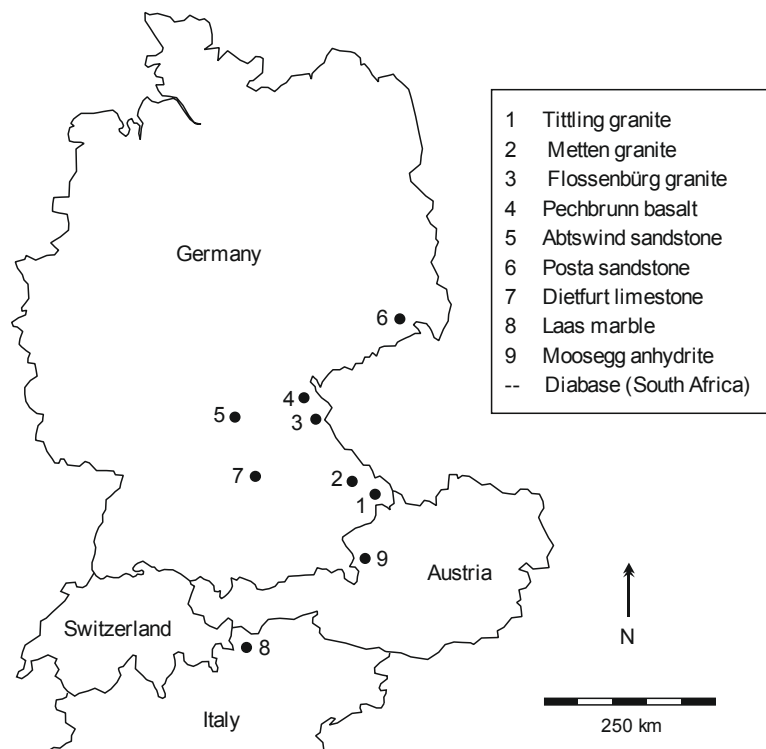 1 Tittling granite
2 Metten granite
3 Flossenbürg granite
4 Pechbrunn basalt
5 Abtswind sandstone
6 Posta sandstone
7 Dietfurt limestone
8 Laas marble
9 Moosegg anhydrite
-- Diabase (South Africa)
Germany
6
4
5
3
7
2
1
9
Austria
Switzerland
8
N
Italy
250 km